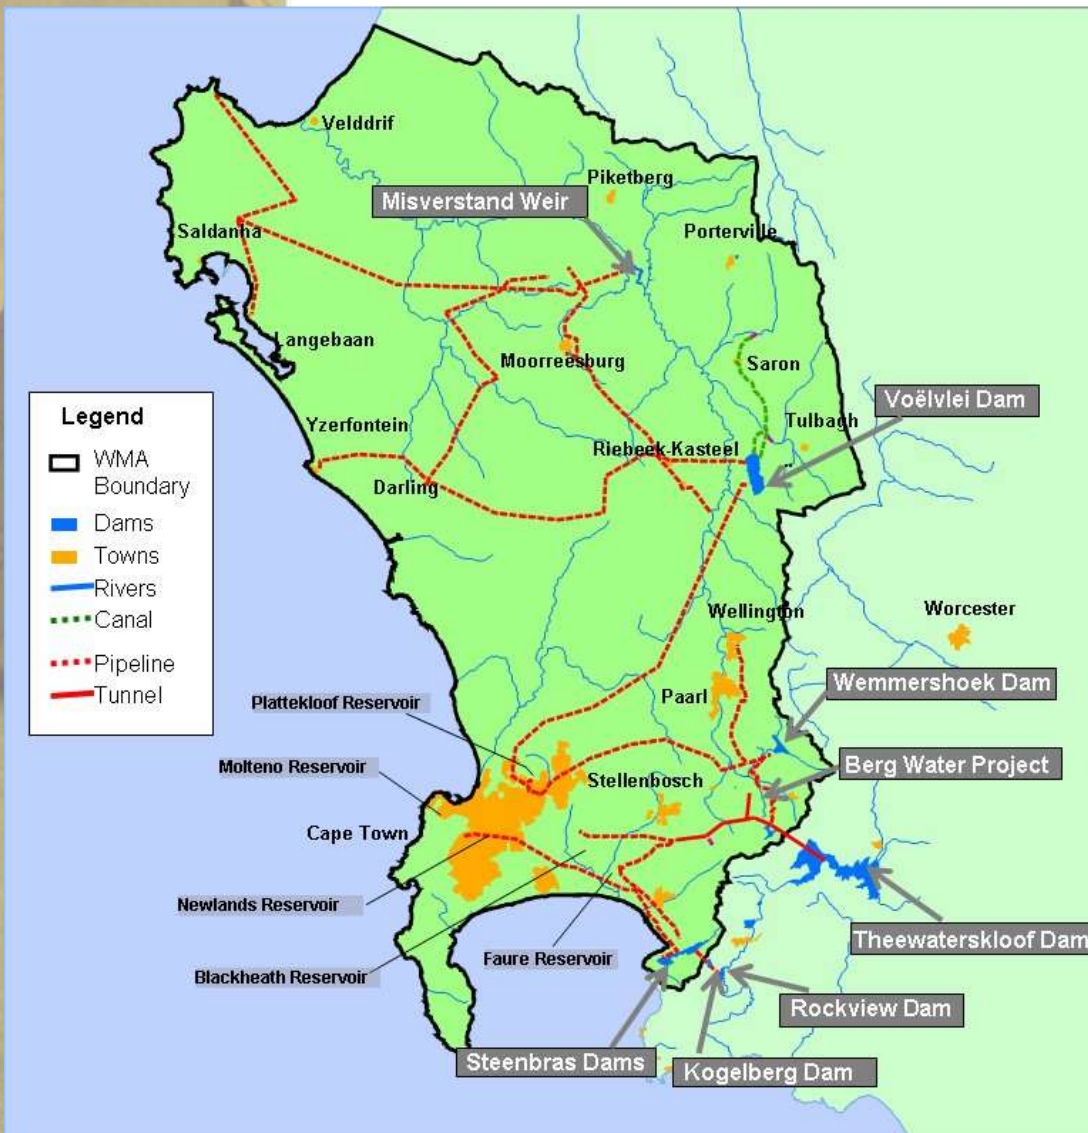 Velddrif
Piketberg
Misverstand Weir
Porterville
Saldanha
Langebaan
Moorreesburg
Saron
Voëlvlei Dam
Legend
WMA
Boundary
Dams
Towns
Rivers
Canal
Pipeline
Tunnel
Yzerfontein
Tulbagh
Riebeek-Kasteel
Darling
Wellington
Worcester
Paarl
Wemmershoek Dam
Plattekloof Reservoir
Molteno Reservoir
Stellenbosch
Berg Water Project
Cape Town
Newlands Reservoir
Theewaterskloof Dam
Faure Reservoir
Blackheath Reservoir
Rockview Dam
Steenbras Dams
Kogelberg Dam